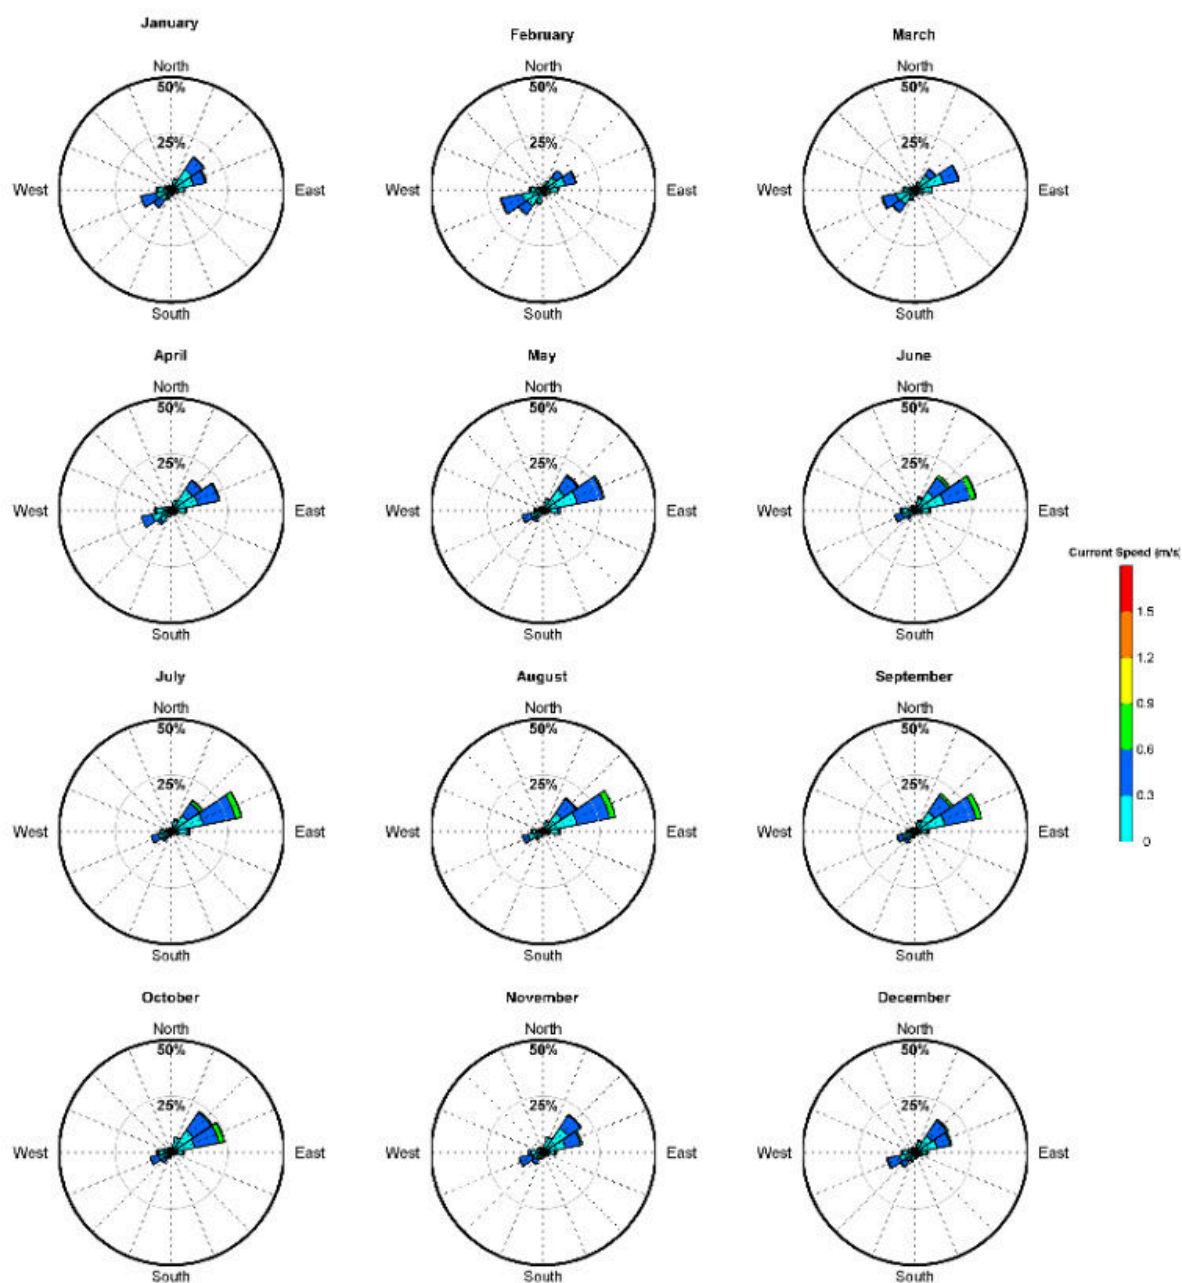 January
February
March
North
North
North
50%
50%
50%
25%
25%
25%
West
East
West
East
West
East
South
South
South
April
May
June
North
North
North
50%
50%
50%
25%
25%
25%
West
East
West
East
West
East
South
South
South
Current Speed (m/s)
1.5
1.2
0.9
0.6
0.3
0
July
August
September
North
North
North
50%
50%
50%
25%
25%
25%
West
East
West
East
West
East
South
South
South
October
November
December
North
North
North
50%
50%
50%
25%
25%
25%
West
East
West
East
West
East
South
South
South